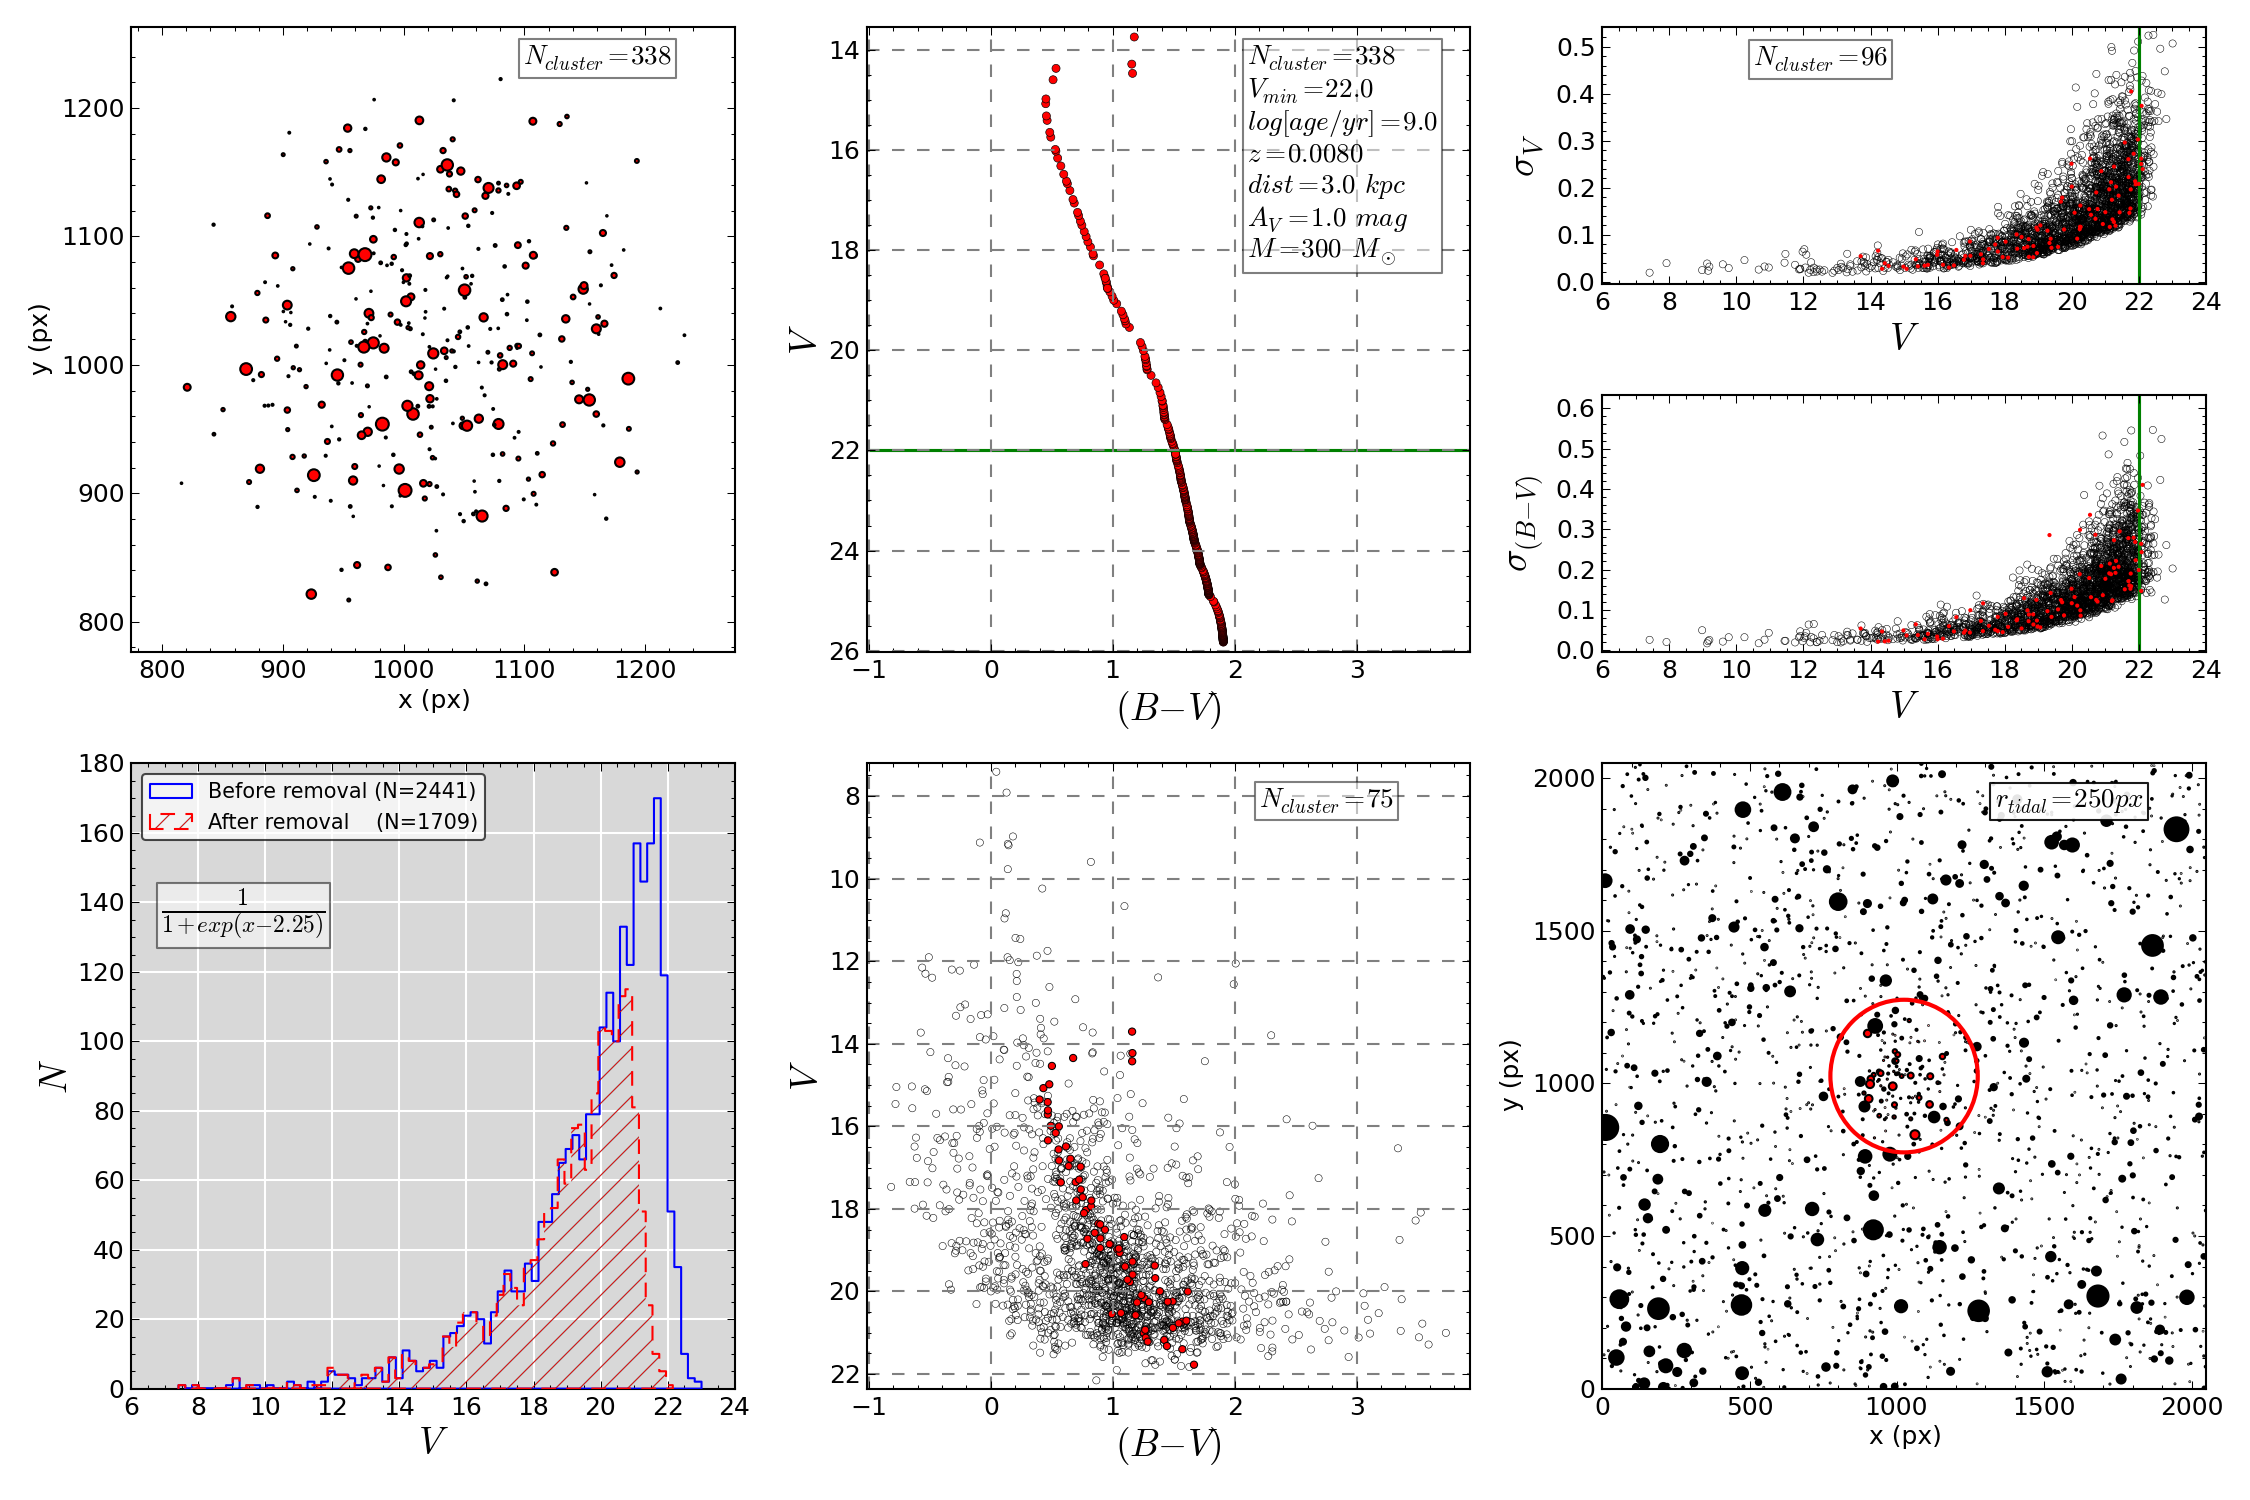 N_cluster=338
1200
1100
1000
900
800
y (px)
800 900 1000 1100 1200
x (px)
N_cluster=338
V_min=22.0
log[age/yr]=9.0
z=0.0080
dist=3.0 kpc
A_V=1.0 mag
M=300 M_⊙
14
16
18
20
22
24
26
V
−1 0 1 2 3
(B−V)
N_cluster=96
0.5
0.4
0.3
0.2
0.1
0.0
σ_V
6 8 10 12 14 16 18 20 22 24
V
0.6
0.5
0.4
0.3
0.2
0.1
0.0
σ_(B−V)
6 8 10 12 14 16 18 20 22 24
V
180
160
140
120
100
80
60
40
20
0
N
Before removal (N=2441)
After removal (N=1709)
1
1+exp(x−2.25)
6 8 10 12 14 16 18 20 22 24
V
N_cluster=75
8
10
12
14
16
18
20
22
V
−1 0 1 2 3
(B−V)
r_tidal=250px
2000
1500
1000
500
0
y (px)
0 500 1000 1500 2000
x (px)